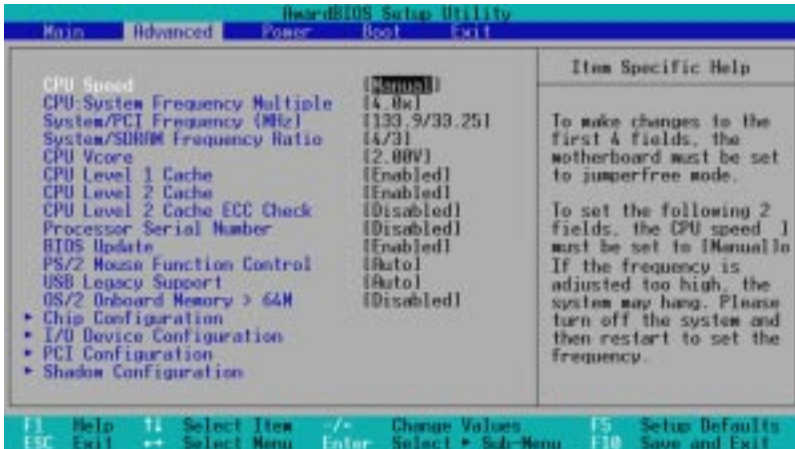 AwardBIOS Setup Utility
Main Advanced Power Boot Exit
CPU Speed [Manual]
CPU:System Frequency Multiple [4.0x]
System/PCI Frequency (MHz) [133.9/33.25]
System/SDRAM Frequency Ratio [4/3]
CPU Vcore [2.00V]
CPU Level 1 Cache [Enabled]
CPU Level 2 Cache [Enabled]
CPU Level 2 Cache ECC Check [Disabled]
Processor Serial Number [Disabled]
BIOS Update [Enabled]
PS/2 Mouse Function Control [Auto]
USB Legacy Support [Auto]
OS/2 Onboard Memory > 64M [Disabled]
Chip Configuration
I/O Device Configuration
PCI Configuration
Shadow Configuration
Item Specific Help
To make changes to the
first 4 fields, the
motherboard must be set
to jumperfree mode.
To set the following 2
fields, the CPU speed ]
must be set to [Manual]o
If the frequency is
adjusted too high, the
system may hang. Please
turn off the system and
then restart to set the
frequency.
F1 Help ↑↓ Select Item -/+ Change Values F5 Setup Defaults
ESC Exit ↔ Select Menu Enter Select ► Sub-Menu F10 Save and Exit